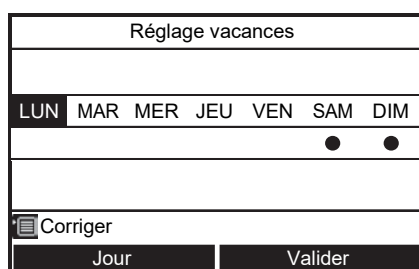 Réglage vacances
LUN MAR MER JEU VEN SAM DIM
Corriger
Jour Valider